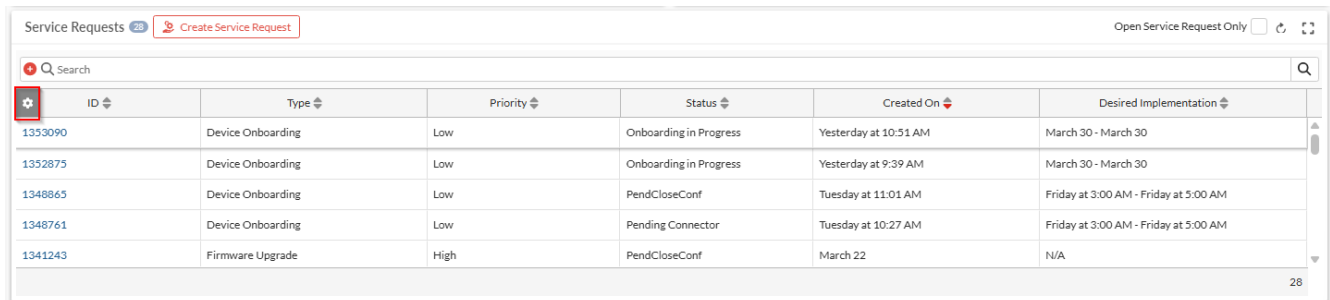 Service Requests 28 Create Service Request Open Service Request Only
Search
ID Type Priority Status Created On Desired Implementation
1353090 Device Onboarding Low Onboarding in Progress Yesterday at 10:51 AM March 30 - March 30
1352875 Device Onboarding Low Onboarding in Progress Yesterday at 9:39 AM March 30 - March 30
1348865 Device Onboarding Low PendCloseConf Tuesday at 11:01 AM Friday at 3:00 AM - Friday at 5:00 AM
1348761 Device Onboarding Low Pending Connector Tuesday at 10:27 AM Friday at 3:00 AM - Friday at 5:00 AM
1341243 Firmware Upgrade High PendCloseConf March 22 N/A
28